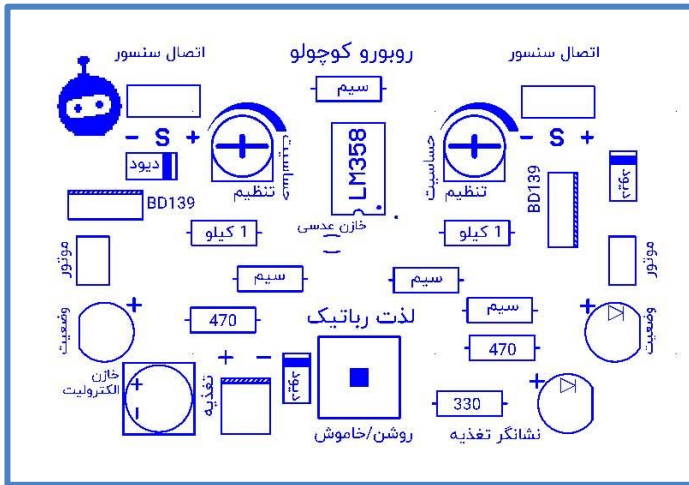 روبورو کوچولو
اتصال سنسور
اتصال سنسور
سیم
- S +
- S +
حساسیت
تنظیم
LM358
حساسیت
تنظیم
دیود
دیود
BD139
BD139
خازن عدسی
1 کیلو
1 کیلو
موتور
موتور
سیم
سیم
سیم
+
وضعیت
470
لذت رباتیک
+
وضعیت
470
خازن
الکترولیت
+
-
+ -
تغذیه
دیود
روشن/خاموش
330
+
نشانگر تغذیه